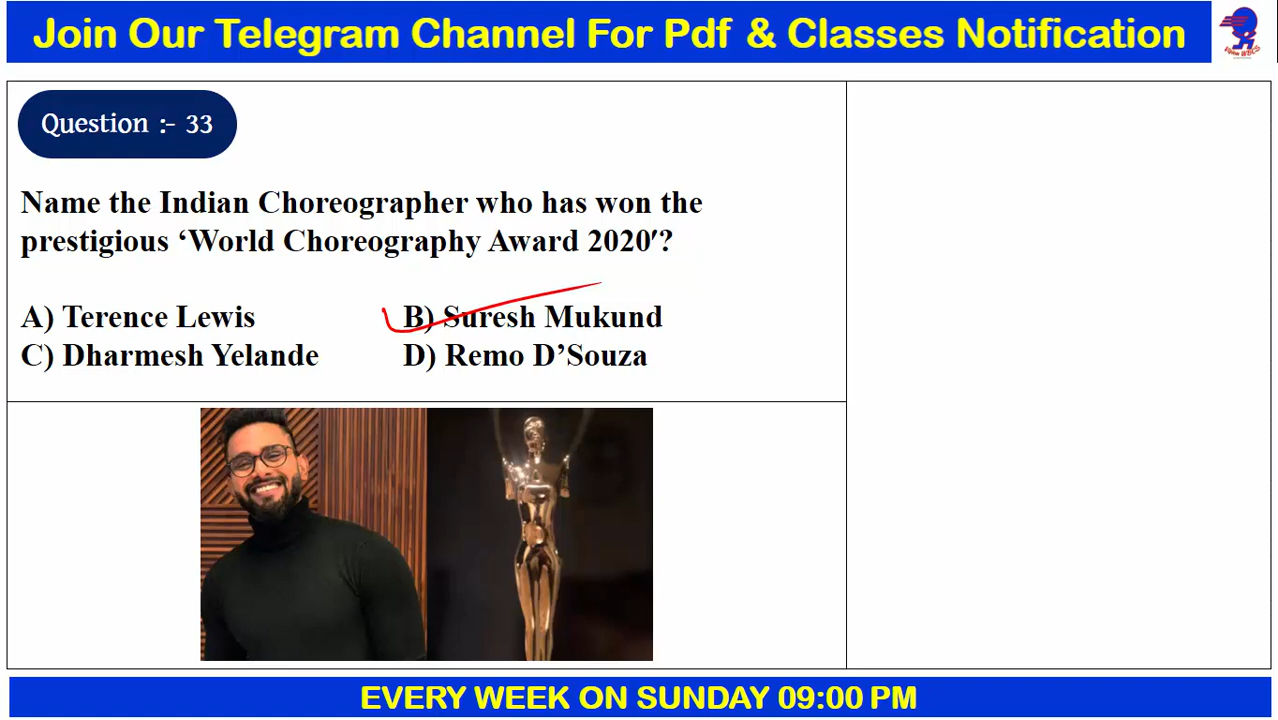 Join Our Telegram Channel For Pdf & Classes Notification
Question :- 33
Name the Indian Choreographer who has won the
prestigious ‘World Choreography Award 2020′?
A) Terence Lewis B) Suresh Mukund
C) Dharmesh Yelande D) Remo D’Souza
EVERY WEEK ON SUNDAY 09:00 PM